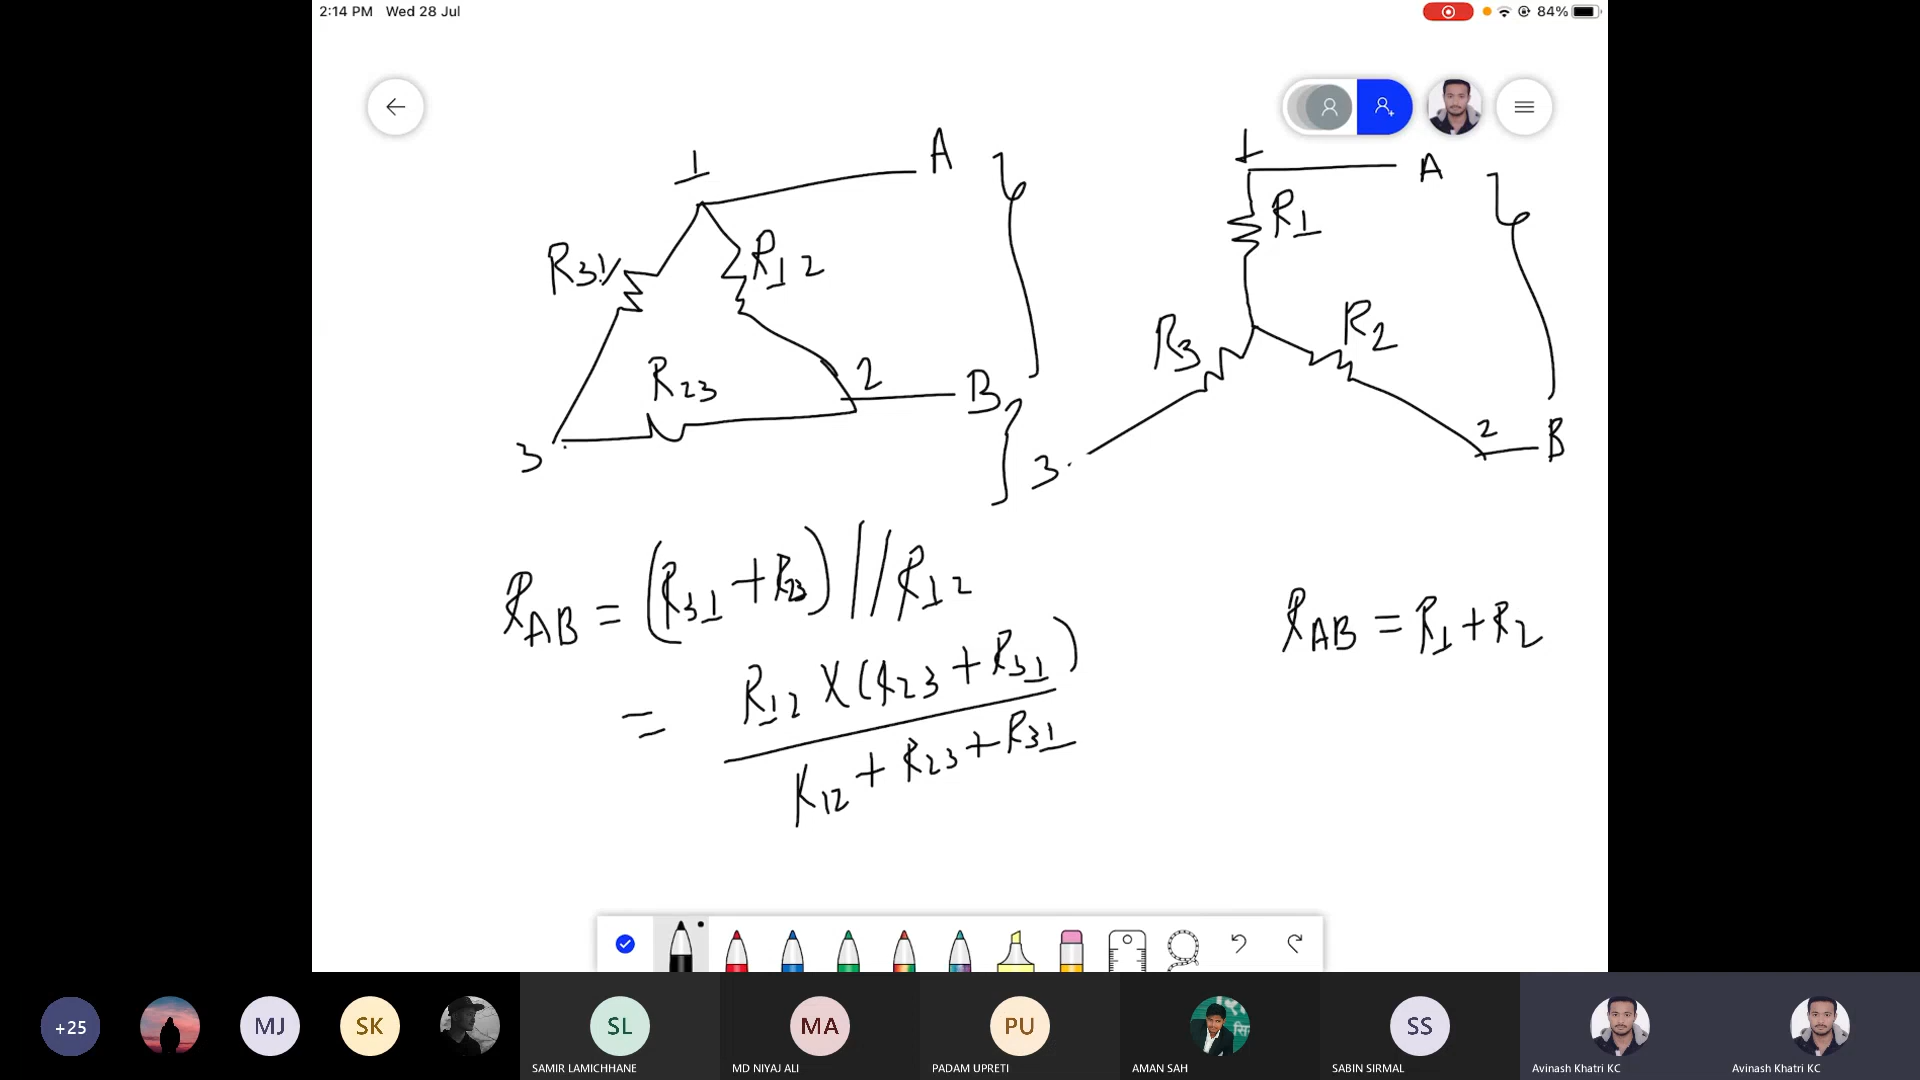 2:14 PM Wed 28 Jul
84%
1
A
R31
R12
R23
2
B
3
1
A
R1
R3
R2
2
B
3
RAB = (R31 + R23) // R12
= R12 X (R23 + R31)
R12 + R23 + R31
RAB = R1 + R2
+25
MJ
SK
SL
MA
PU
SS
SAMIR LAMICHHANE
MD NIYAJ ALI
PADAM UPRETI
AMAN SAH
SABIN SIRMAL
Avinash Khatri KC
Avinash Khatri KC